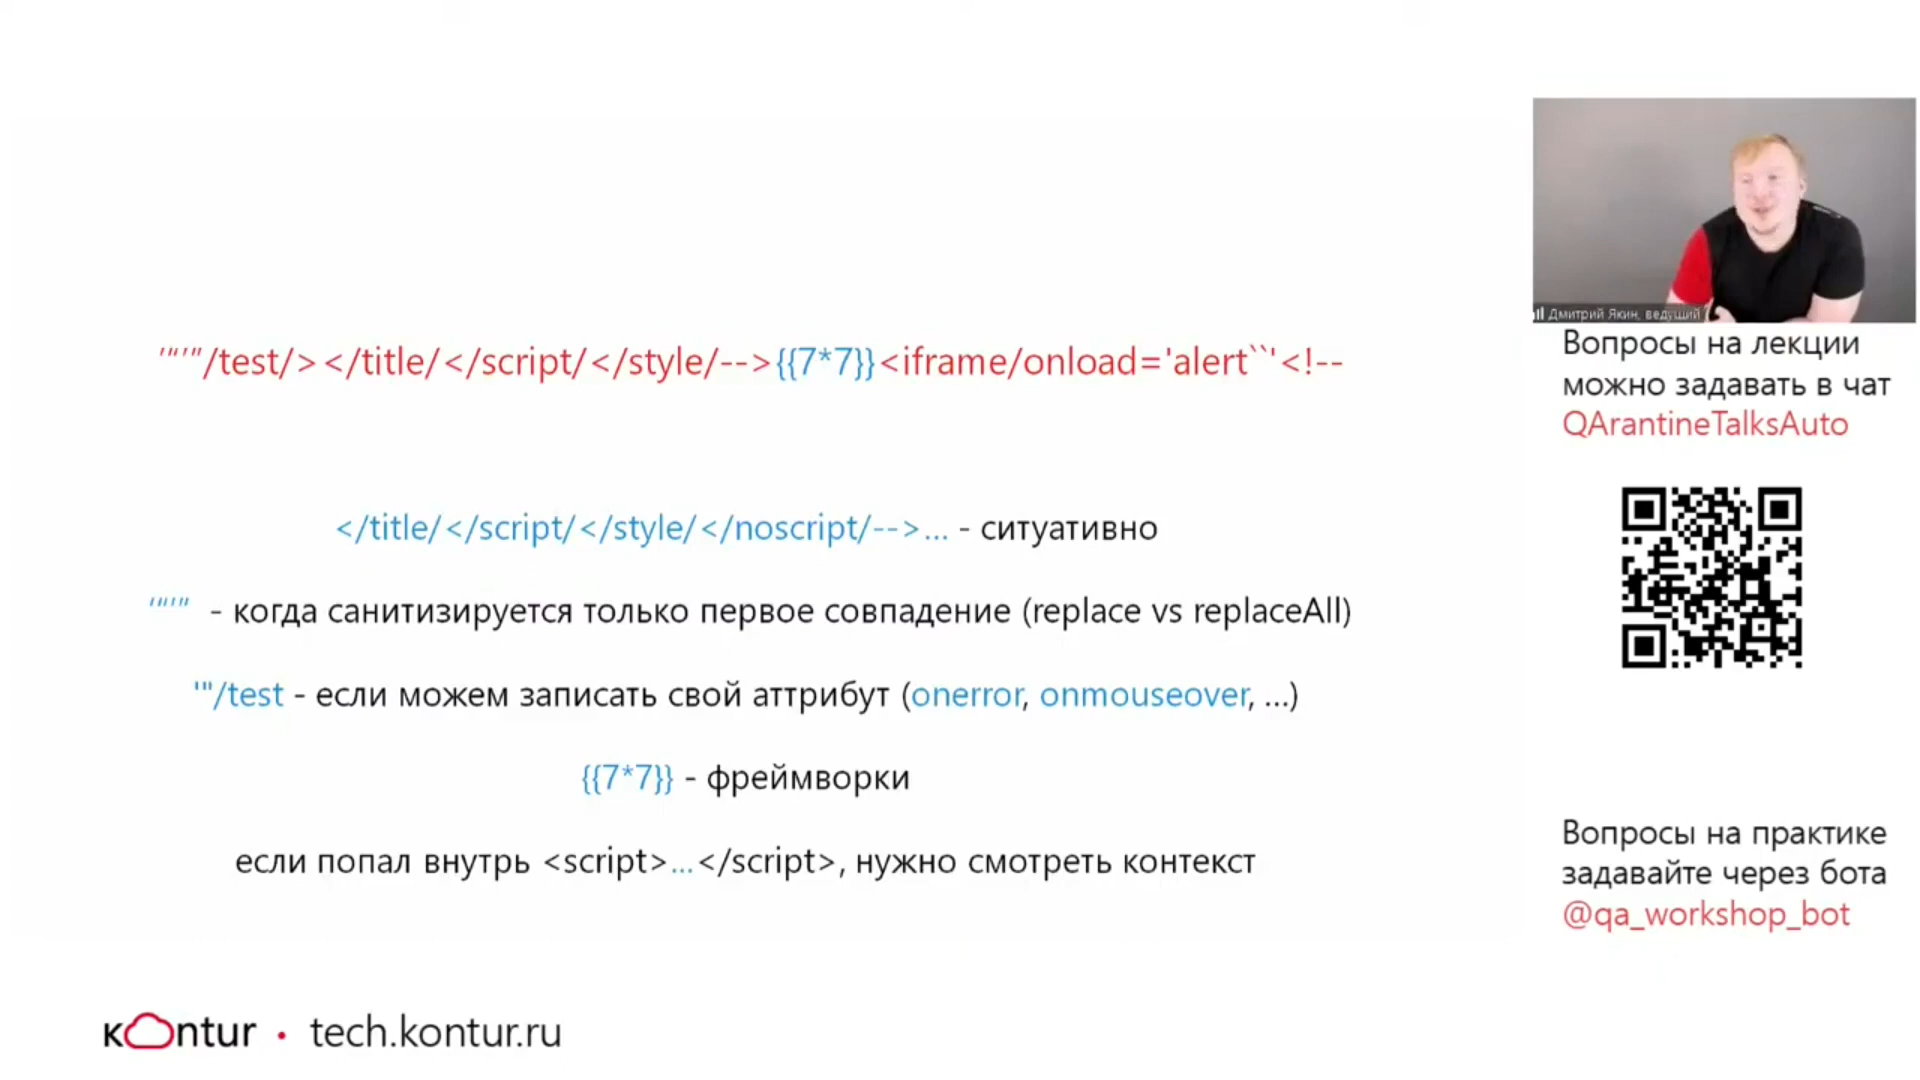 '"'"/test/></title/</script/</style/-->{{7*7}}<iframe/onload='alert``'<!--
</title/</script/</style/</noscript/-->... - ситуативно
'"'" - когда санитизируется только первое совпадение (replace vs replaceAll)
'"/test - если можем записать свой аттрибут (onerror, onmouseover, ...)
{{7*7}} - фреймворки
если попал внутрь <script>...</script>, нужно смотреть контекст
Дмитрий Якин, ведущий
Вопросы на лекции
можно задавать в чат
QArantineTalksAuto
Вопросы на практике
задавайте через бота
@qa_workshop_bot
кontur • tech.kontur.ru